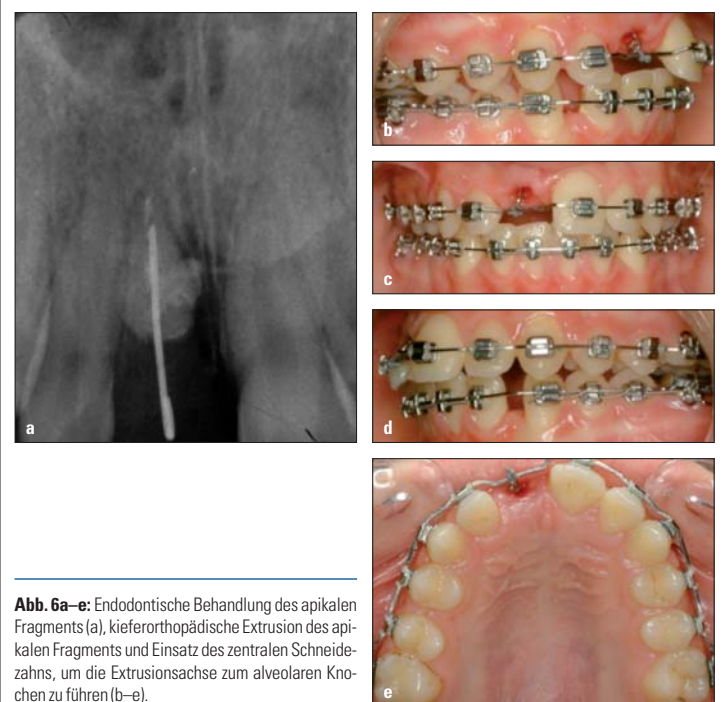 a
b
c
d
e
Abb. 6a–e: Endodontische Behandlung des apikalen
Fragments (a), kieferorthopädische Extrusion des api-
kalen Fragments und Einsatz des zentralen Schneide-
zahns, um die Extrusionsachse zum alveolaren Kno-
chen zu führen (b–e).